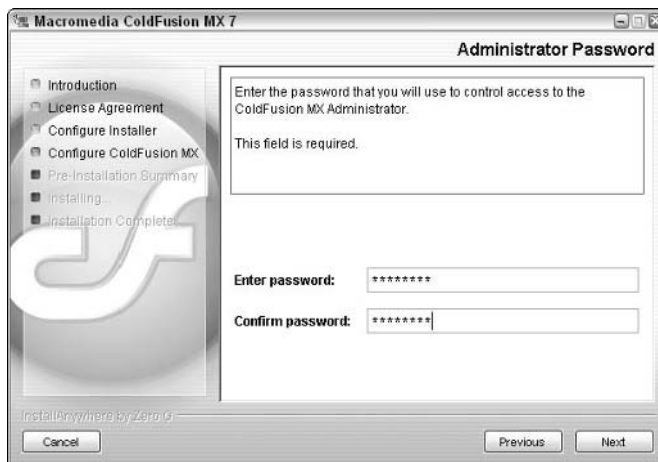 Macromedia ColdFusion MX 7
Administrator Password
Introduction
License Agreement
Configure Installer
Configure ColdFusion MX
Pre-Installation Summary
Installing...
Installation Complete
Enter the password that you will use to control access to the
ColdFusion MX Administrator.
This field is required.
Enter password:
********
Confirm password:
********
InstallAnywhere by Zero G
Cancel
Previous
Next